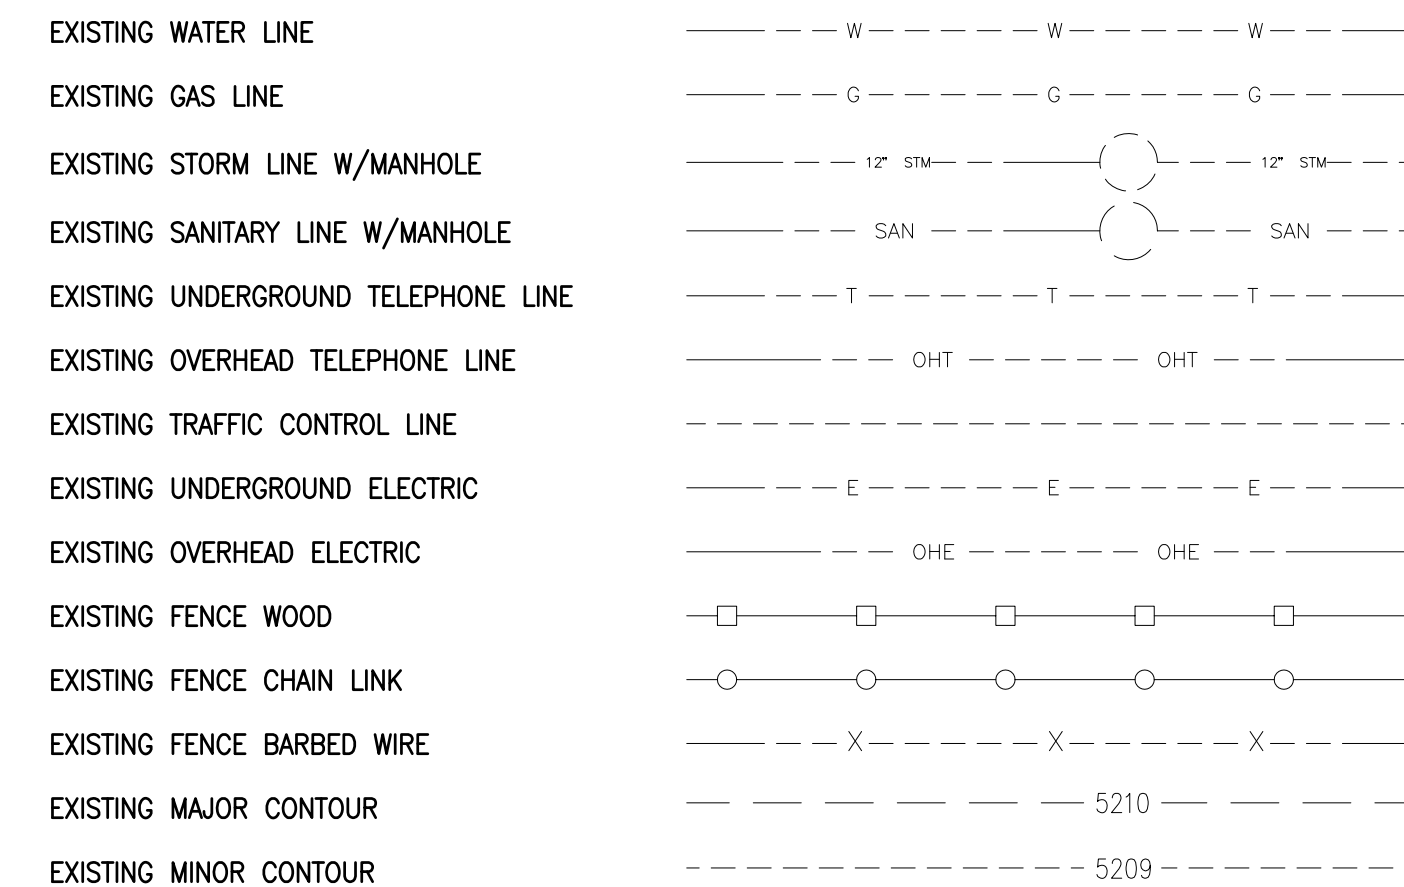 EXISTING WATER LINE W W W
EXISTING GAS LINE G G G
EXISTING STORM LINE W/MANHOLE 12" STM 12" STM
EXISTING SANITARY LINE W/MANHOLE SAN SAN
EXISTING UNDERGROUND TELEPHONE LINE T T T
EXISTING OVERHEAD TELEPHONE LINE OHT OHT
EXISTING TRAFFIC CONTROL LINE
EXISTING UNDERGROUND ELECTRIC E E E
EXISTING OVERHEAD ELECTRIC OHE OHE
EXISTING FENCE WOOD
EXISTING FENCE CHAIN LINK
EXISTING FENCE BARBED WIRE X X X
EXISTING MAJOR CONTOUR 5210
EXISTING MINOR CONTOUR 5209